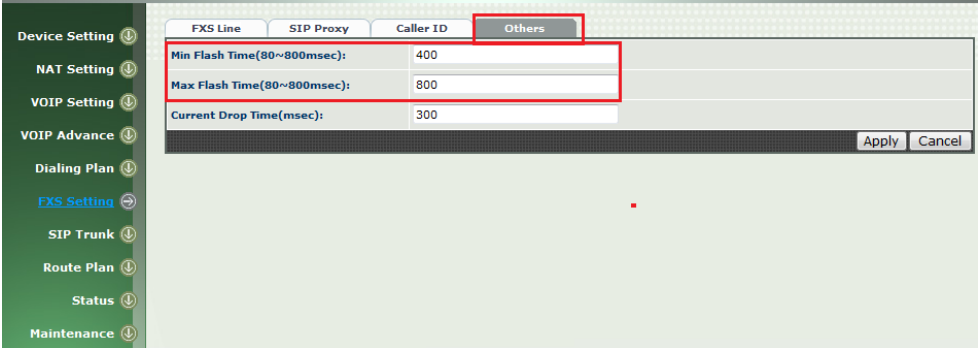 Device Setting
NAT Setting
VOIP Setting
VOIP Advance
Dialing Plan
FXS Setting
SIP Trunk
Route Plan
Status
Maintenance
FXS Line SIP Proxy Caller ID Others
Min Flash Time(80~800msec): 400
Max Flash Time(80~800msec): 800
Current Drop Time(msec): 300
Apply Cancel